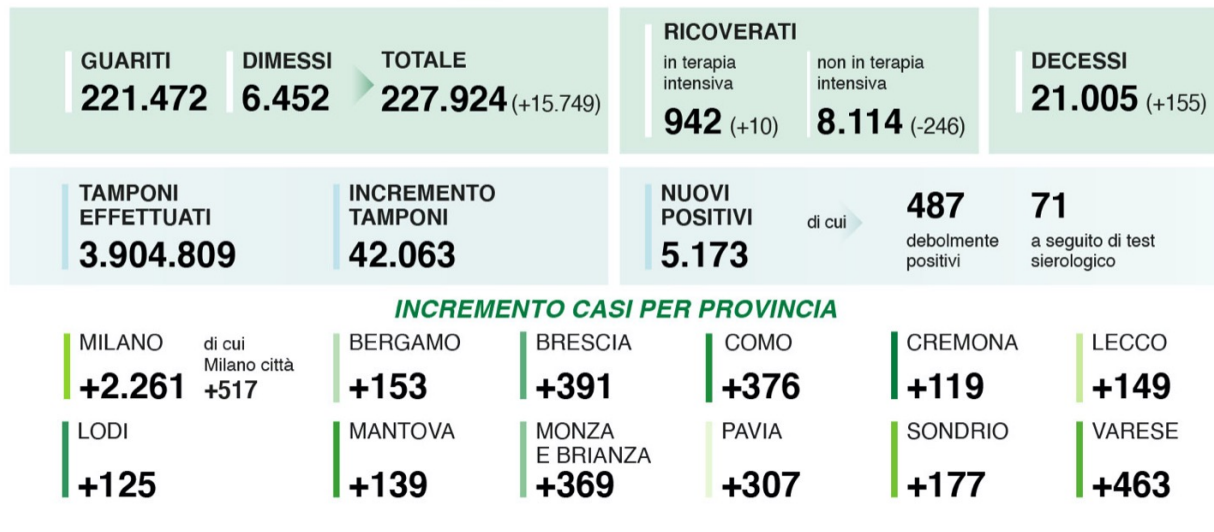 GUARITI
221.472
DIMESSI
6.452
TOTALE
227.924 (+15.749)
RICOVERATI
in terapia
intensiva
942 (+10)
non in terapia
intensiva
8.114 (-246)
DECESSI
21.005 (+155)
TAMPONI
EFFETTUATI
3.904.809
INCREMENTO
TAMPONI
42.063
NUOVI
POSITIVI
5.173
di cui
487
debolmente
positivi
71
a seguito di test
sierologico
INCREMENTO CASI PER PROVINCIA
MILANO
+2.261
di cui
Milano città
+517
BERGAMO
+153
BRESCIA
+391
COMO
+376
CREMONA
+119
LECCO
+149
LODI
+125
MANTOVA
+139
MONZA
E BRIANZA
+369
PAVIA
+307
SONDRIO
+177
VARESE
+463